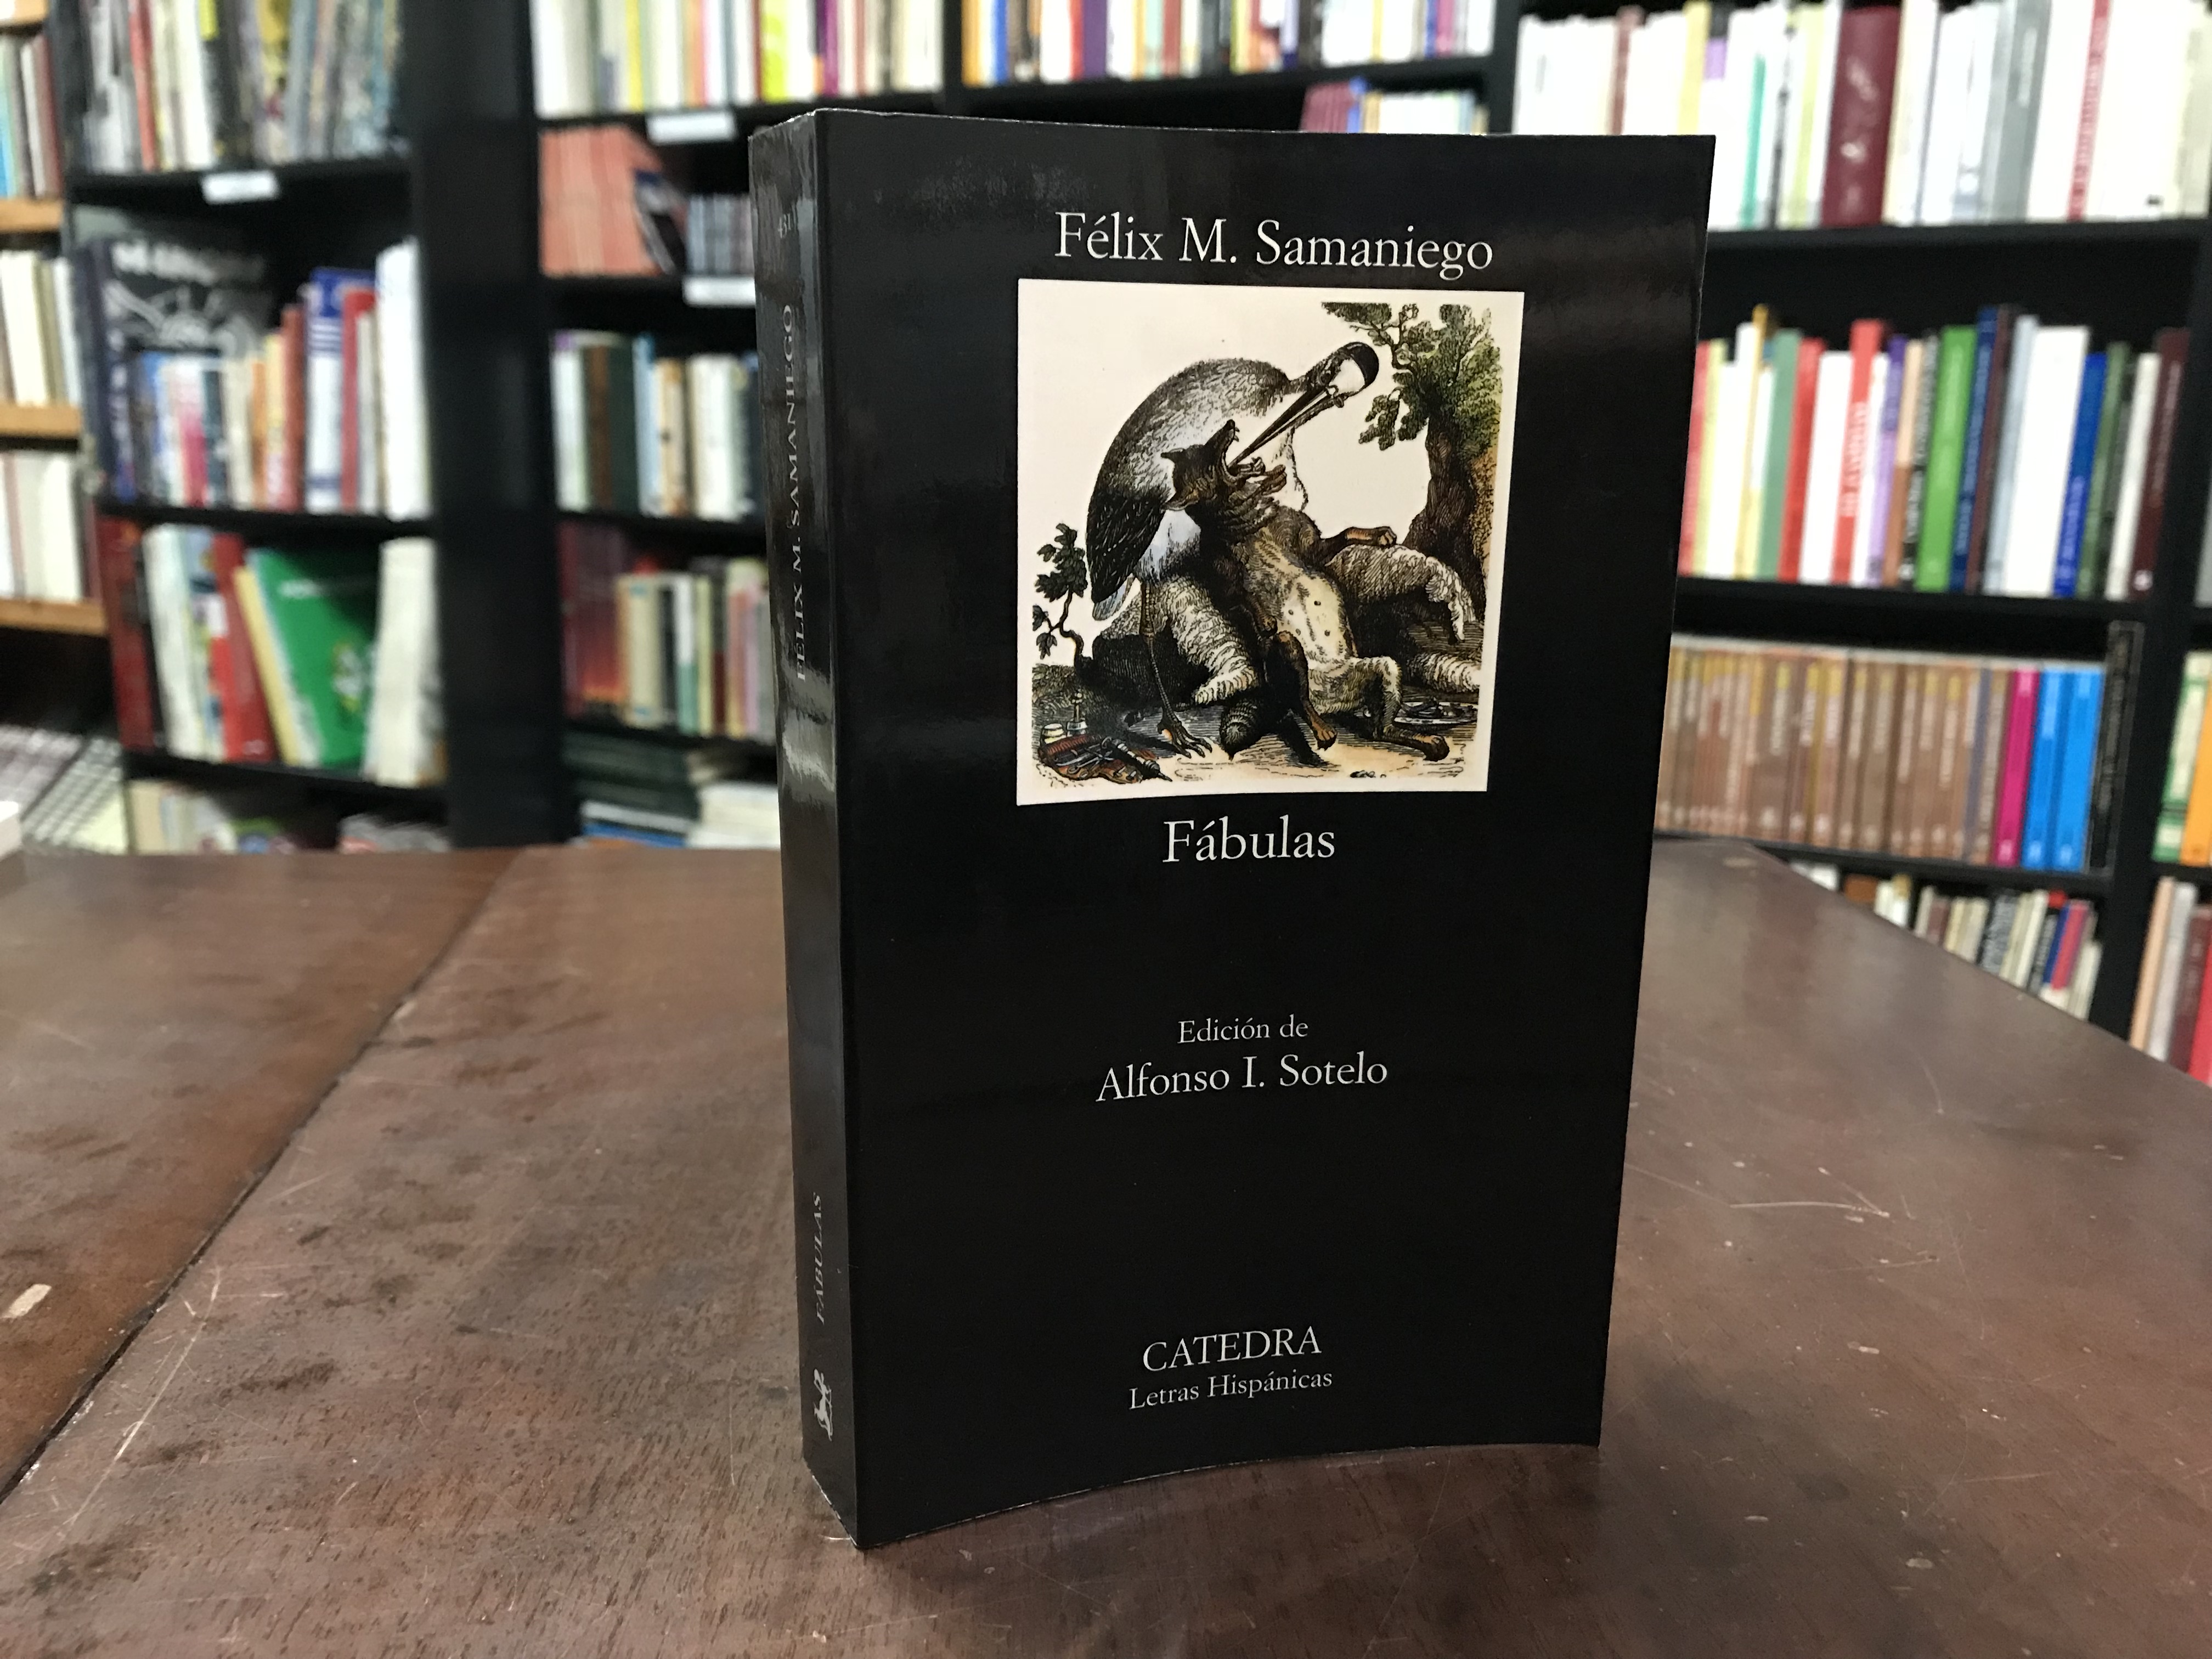 Félix M. Samaniego
Fábulas
Edición de
Alfonso I. Sotelo
CATEDRA
Letras Hispánicas
FÉLIX M. SAMANIEGO
FÁBULAS